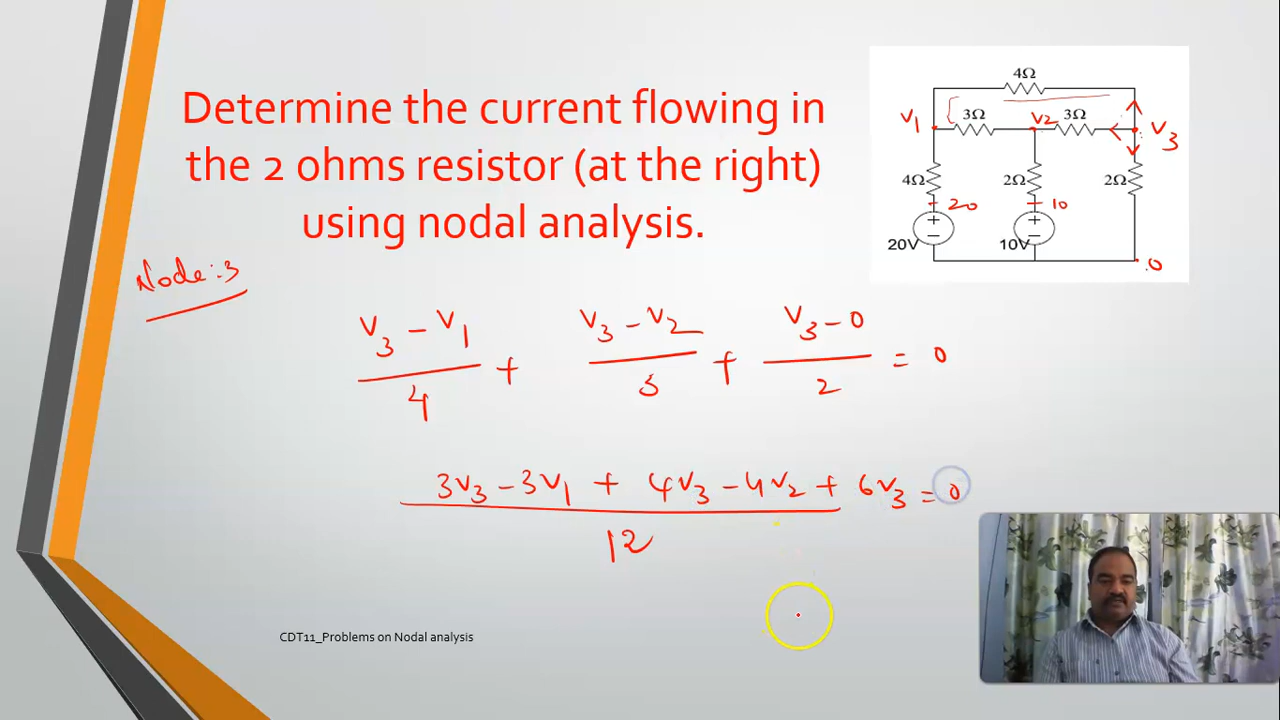 Determine the current flowing in
the 2 ohms resistor (at the right)
using nodal analysis.
4Ω
V1 3Ω V2 3Ω V3
4Ω 2Ω 2Ω
20 10
+ +
20V 10V
− −
0
Node:3
V3 − V1 V3 − V2 V3 − 0
+ + = 0
4 3 2
3V3 − 3V1 + 4V3 − 4V2 + 6V3 = 0
12
CDT11_Problems on Nodal analysis